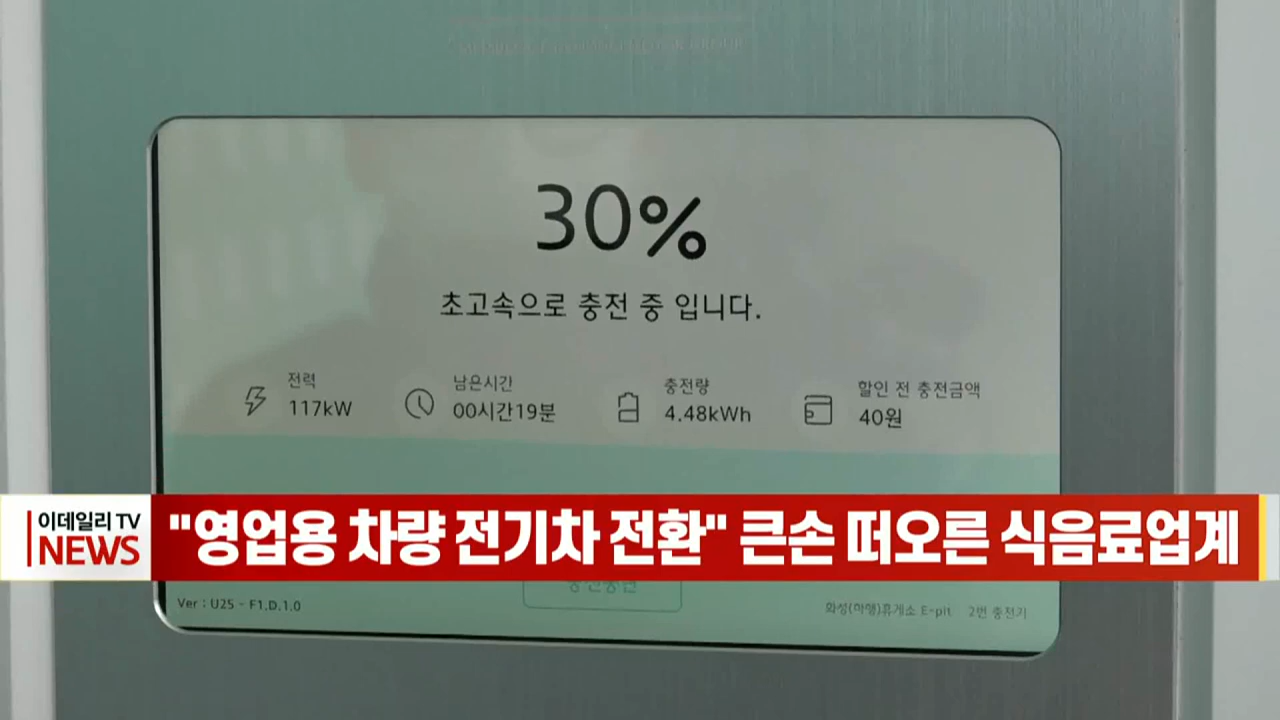 30%
초고속으로 충전 중 입니다.
전력
117kW
남은시간
00시간19분
충전량
4.48kWh
할인 전 충전금액
40원
이데일리 TV
NEWS
"영업용 차량 전기차 전환" 큰손 떠오른 식음료업계
Ver : U25 - F1.D.1.0
화성(하행)휴게소 E-pit 2번 충전기